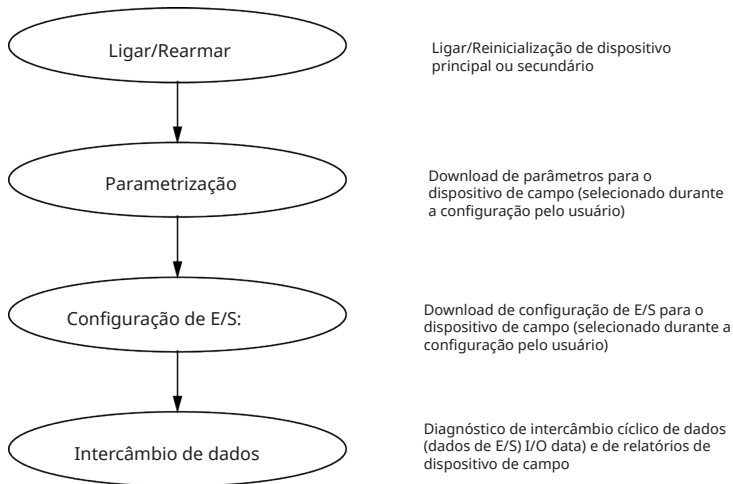 Ligar/Rearmar
Ligar/Reinicialização de dispositivo
principal ou secundário
Parametrização
Download de parâmetros para o
dispositivo de campo (selecionado durante
a configuração pelo usuário)
Configuração de E/S:
Download de configuração de E/S para o
dispositivo de campo (selecionado durante a
configuração pelo usuário)
Intercâmbio de dados
Diagnóstico de intercâmbio cíclico de dados
(dados de E/S) I/O data) e de relatórios de
dispositivo de campo